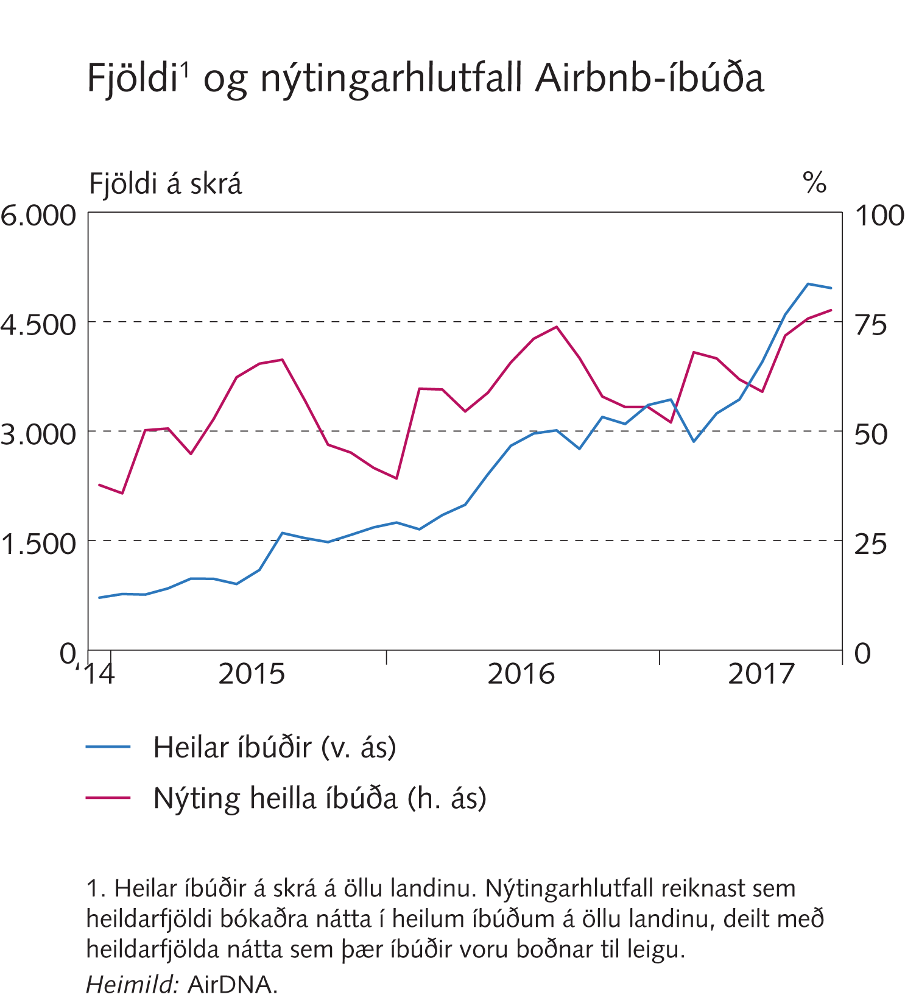 Fjöldi¹ og nýtingarhlutfall Airbnb-íbúða
Fjöldi á skrá %
6.000 100
4.500 75
3.000 50
1.500 25
0 0
‘14 2015 2016 2017
Heilar íbúðir (v. ás)
Nýting heilla íbúða (h. ás)
1. Heilar íbúðir á skrá á öllu landinu. Nýtingarhlutfall reiknast sem
heildarfjöldi bókaðra nátta í heilum íbúðum á öllu landinu, deilt með
heildarfjölda nátta sem þær íbúðir voru boðnar til leigu.
Heimild: AirDNA.